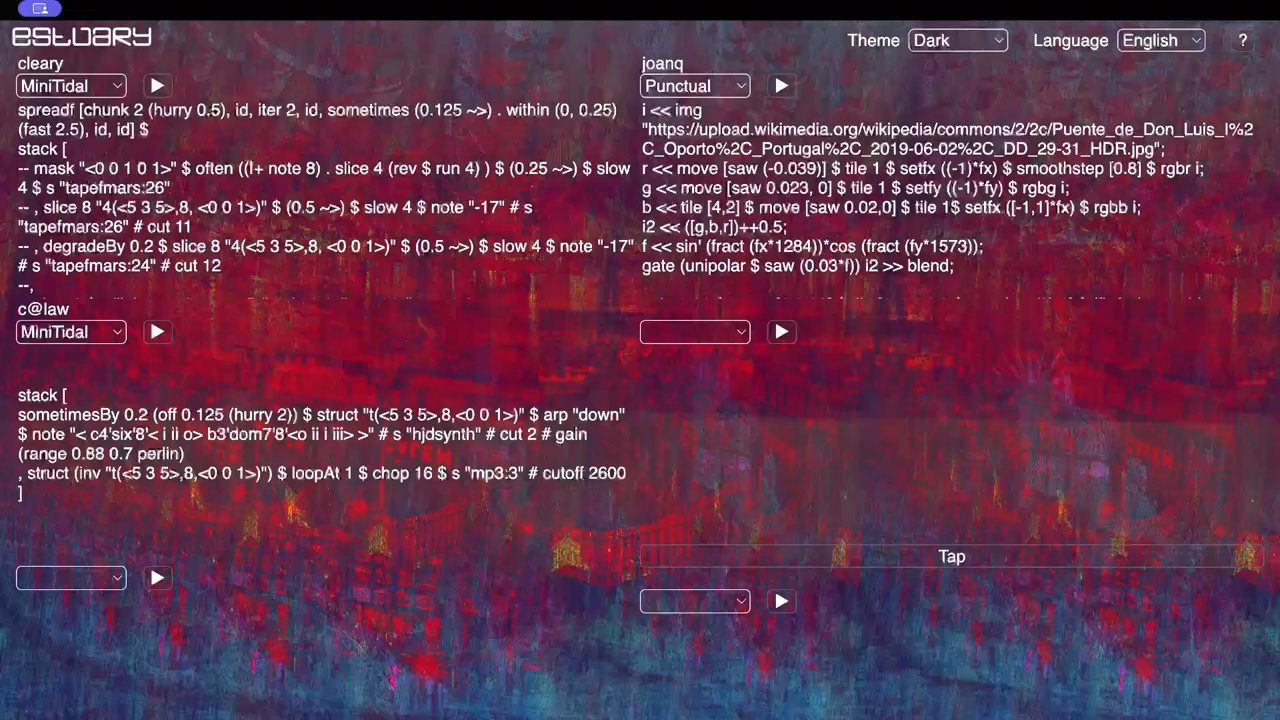 estuary
Theme Dark Language English ?
cleary
MiniTidal
spreadf [chunk 2 (hurry 0.5), id, iter 2, id, sometimes (0.125 ~>) . within (0, 0.25)
(fast 2.5), id, id] $
stack [
-- mask "<0 0 1 0 1>" $ often ((|+ note 8) . slice 4 (rev $ run 4) ) $ (0.25 ~>) $ slow
4 $ s "tapefmars:26"
-- , slice 8 "4(<5 3 5>,8, <0 0 1>)" $ (0.5 ~>) $ slow 4 $ note "-17" # s
"tapefmars:26" # cut 11
-- , degradeBy 0.2 $ slice 8 "4(<5 3 5>,8, <0 0 1>)" $ (0.5 ~>) $ slow 4 $ note "-17"
# s "tapefmars:24" # cut 12
--,
joanq
Punctual
i << img
"https://upload.wikimedia.org/wikipedia/commons/2/2c/Puente_de_Don_Luis_I%2
C_Oporto%2C_Portugal%2C_2019-06-02%2C_DD_29-31_HDR.jpg";
r << move [saw (-0.039)] $ tile 1 $ setfx ((-1)*fx) $ smoothstep [0.8] $ rgbr i;
g << move [saw 0.023, 0] $ tile 1 $ setfy ((-1)*fy) $ rgbg i;
b << tile [4,2] $ move [saw 0.02,0] $ tile 1$ setfx ([-1,1]*fx) $ rgbb i;
i2 << ([g,b,r])++0.5;
f << sin' (fract (fx*1284))*cos (fract (fy*1573));
gate (unipolar $ saw (0.03*f)) i2 >> blend;
c@law
MiniTidal
stack [
sometimesBy 0.2 (off 0.125 (hurry 2)) $ struct "t(<5 3 5>,8,<0 0 1>)" $ arp "down"
$ note "< c4'six'8'< i ii o> b3'dom7'8'<o ii i iii> >" # s "hjdsynth" # cut 2 # gain
(range 0.88 0.7 perlin)
, struct (inv "t(<5 3 5>,8,<0 0 1>)") $ loopAt 1 $ chop 16 $ s "mp3:3" # cutoff 2600
]
Tap